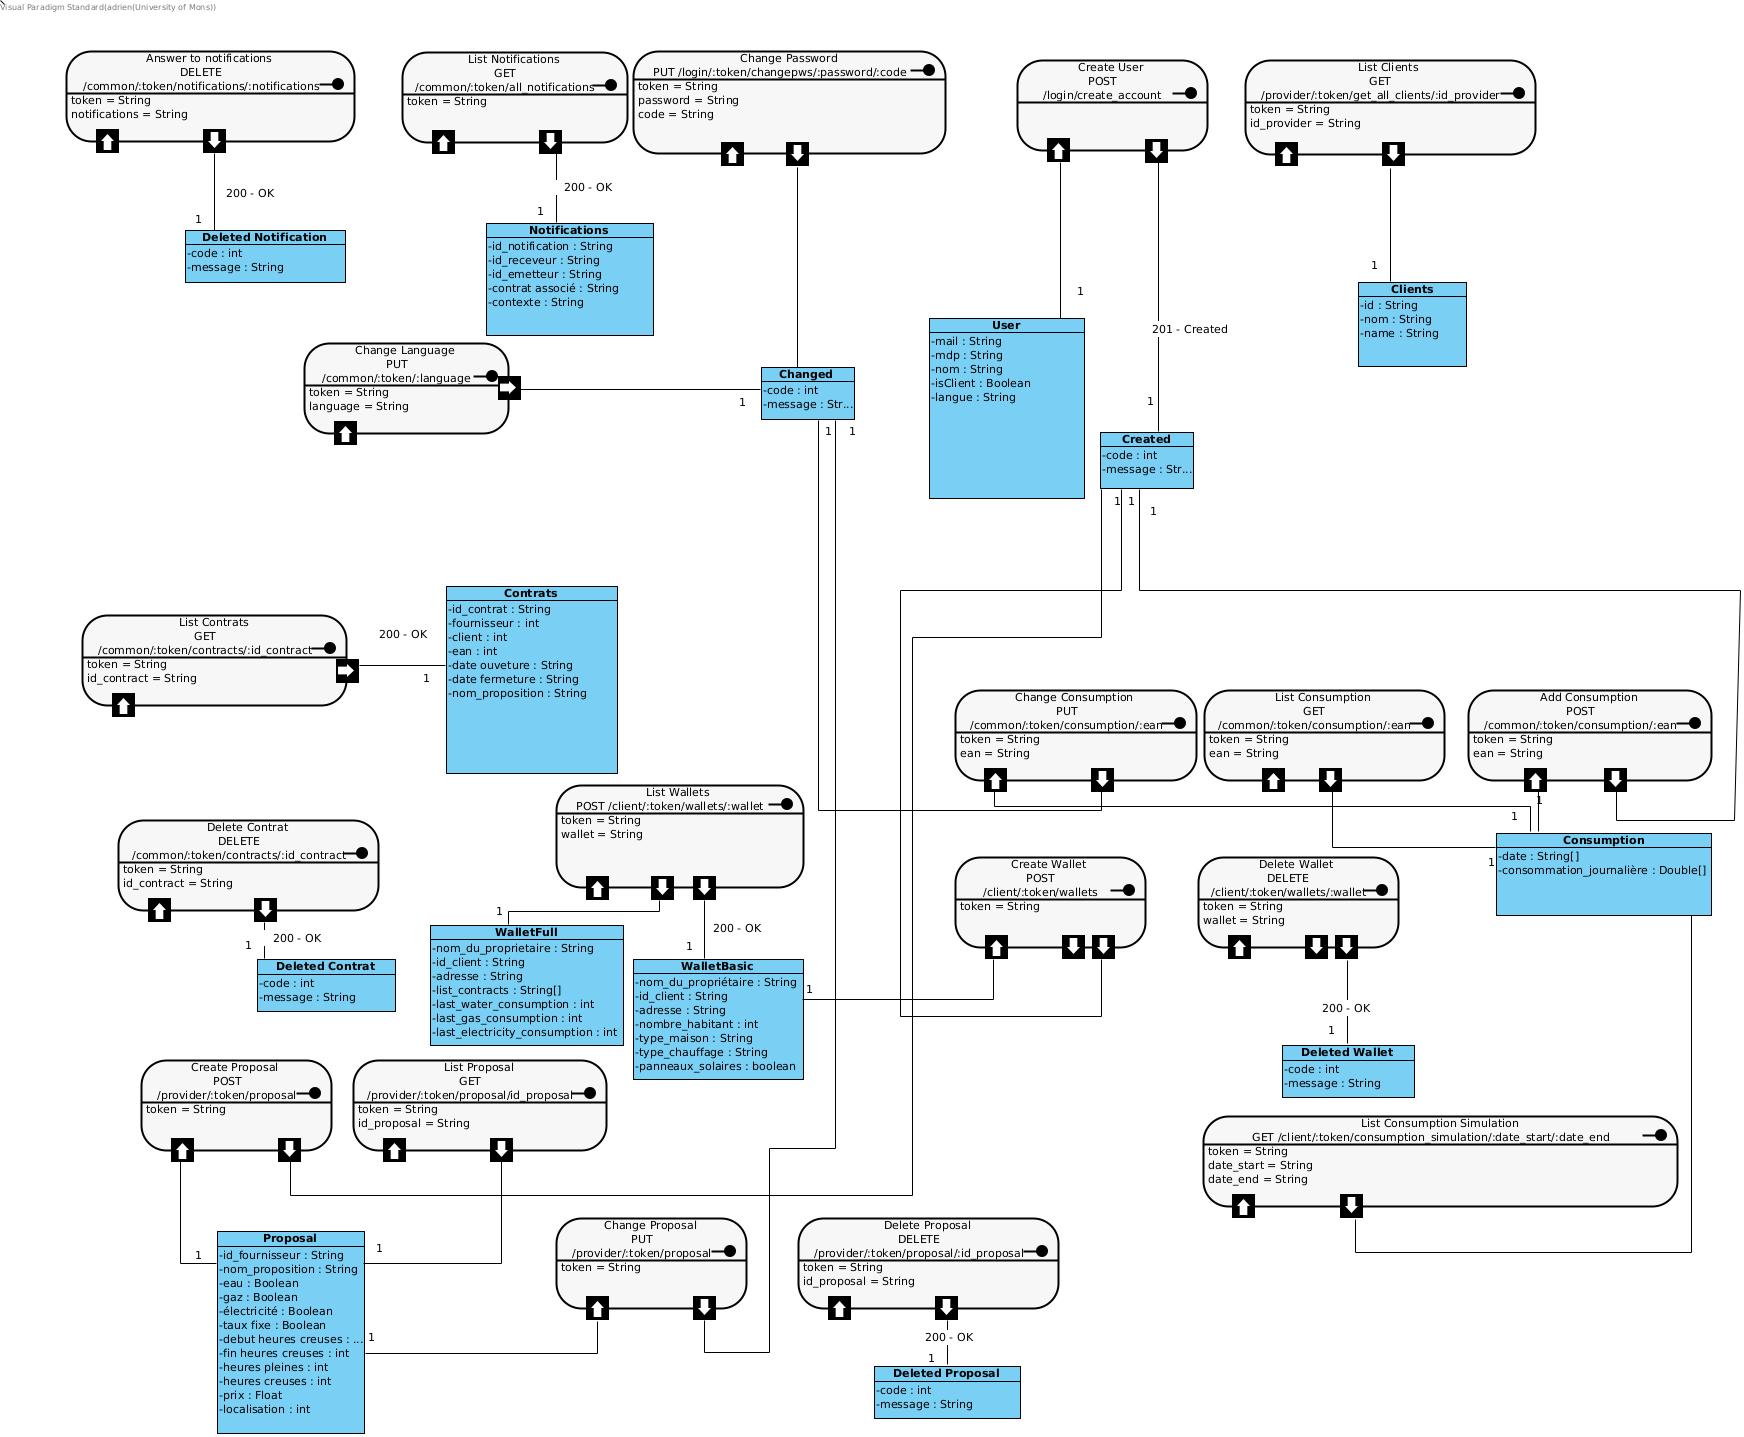 Visual Paradigm Standard(adrien(University of Mons))
Answer to notifications
DELETE
/common/:token/notifications/:notifications
token = String
notifications = String
200 - OK
1
Deleted Notification
-code : int
-message : String
List Notifications
GET
/common/:token/all_notifications
token = String
200 - OK
1
Notifications
-id_notification : String
-id_receveur : String
-id_emetteur : String
-contrat associé : String
-contexte : String
Change Password
PUT /login/:token/changepws/:password/:code
token = String
password = String
code = String
Create User
POST
/login/create_account
1
User
-mail : String
-mdp : String
-nom : String
-isClient : Boolean
-langue : String
201 - Created
1
Created
-code : int
-message : Str...
1
1
1
List Clients
GET
/provider/:token/get_all_clients/:id_provider
token = String
id_provider = String
1
Clients
-id : String
-nom : String
-name : String
Change Language
PUT
/common/:token/:language
token = String
language = String
1
Changed
-code : int
-message : Str...
1
1
List Contrats
GET
/common/:token/contracts/:id_contract
token = String
id_contract = String
200 - OK
1
Contrats
-id_contrat : String
-fournisseur : int
-client : int
-ean : int
-date ouveture : String
-date fermeture : String
-nom_proposition : String
Change Consumption
PUT
/common/:token/consumption/:ean
token = String
ean = String
List Consumption
GET
/common/:token/consumption/:ean
token = String
ean = String
Add Consumption
POST
/common/:token/consumption/:ean
token = String
ean = String
1
1
1
Consumption
-date : String[]
-consommation_journalière : Double[]
List Wallets
POST /client/:token/wallets/:wallet
token = String
wallet = String
1
WalletFull
-nom_du_proprietaire : String
-id_client : String
-adresse : String
-list_contracts : String[]
-last_water_consumption : int
-last_gas_consumption : int
-last_electricity_consumption : int
200 - OK
1
WalletBasic
-nom_du_propriétaire : String
-id_client : String
-adresse : String
-nombre_habitant : int
-type_maison : String
-type_chauffage : String
-panneaux_solaires : boolean
1
Delete Contrat
DELETE
/common/:token/contracts/:id_contract
token = String
id_contract = String
200 - OK
1
Deleted Contrat
-code : int
-message : String
Create Wallet
POST
/client/:token/wallets
token = String
Delete Wallet
DELETE
/client/:token/wallets/:wallet
token = String
wallet = String
200 - OK
1
Deleted Wallet
-code : int
-message : String
Create Proposal
POST
/provider/:token/proposal
token = String
List Proposal
GET
/provider/:token/proposal/id_proposal
token = String
id_proposal = String
List Consumption Simulation
GET /client/:token/consumption_simulation/:date_start/:date_end
token = String
date_start = String
date_end = String
1
1
1
Proposal
-id_fournisseur : String
-nom_proposition : String
-eau : Boolean
-gaz : Boolean
-électricité : Boolean
-taux fixe : Boolean
-debut heures creuses : ...
-fin heures creuses : int
-heures pleines : int
-heures creuses : int
-prix : Float
-localisation : int
Change Proposal
PUT
/provider/:token/proposal
token = String
Delete Proposal
DELETE
/provider/:token/proposal/:id_proposal
token = String
id_proposal = String
200 - OK
1
Deleted Proposal
-code : int
-message : String